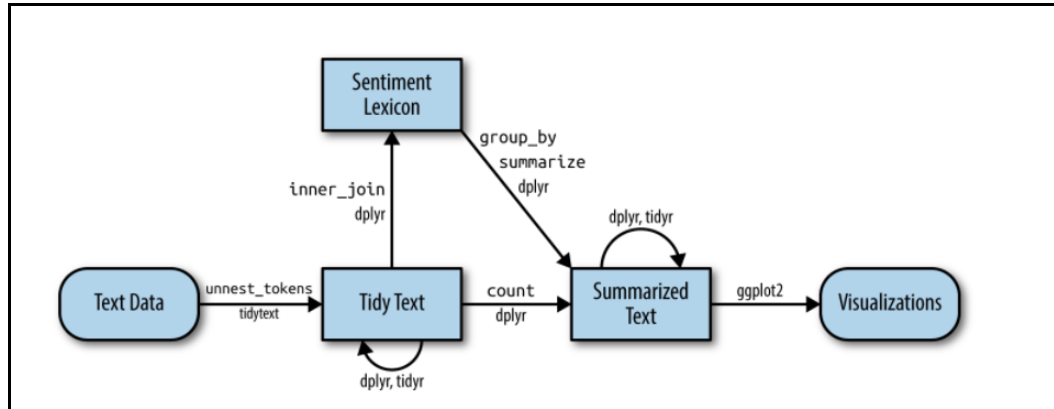 Sentiment
Lexicon
group_by
summarize
dplyr
inner_join
dplyr
dplyr, tidyr
Text Data
unnest_tokens
tidytext
Tidy Text
count
dplyr
Summarized
Text
ggplot2
Visualizations
dplyr, tidyr